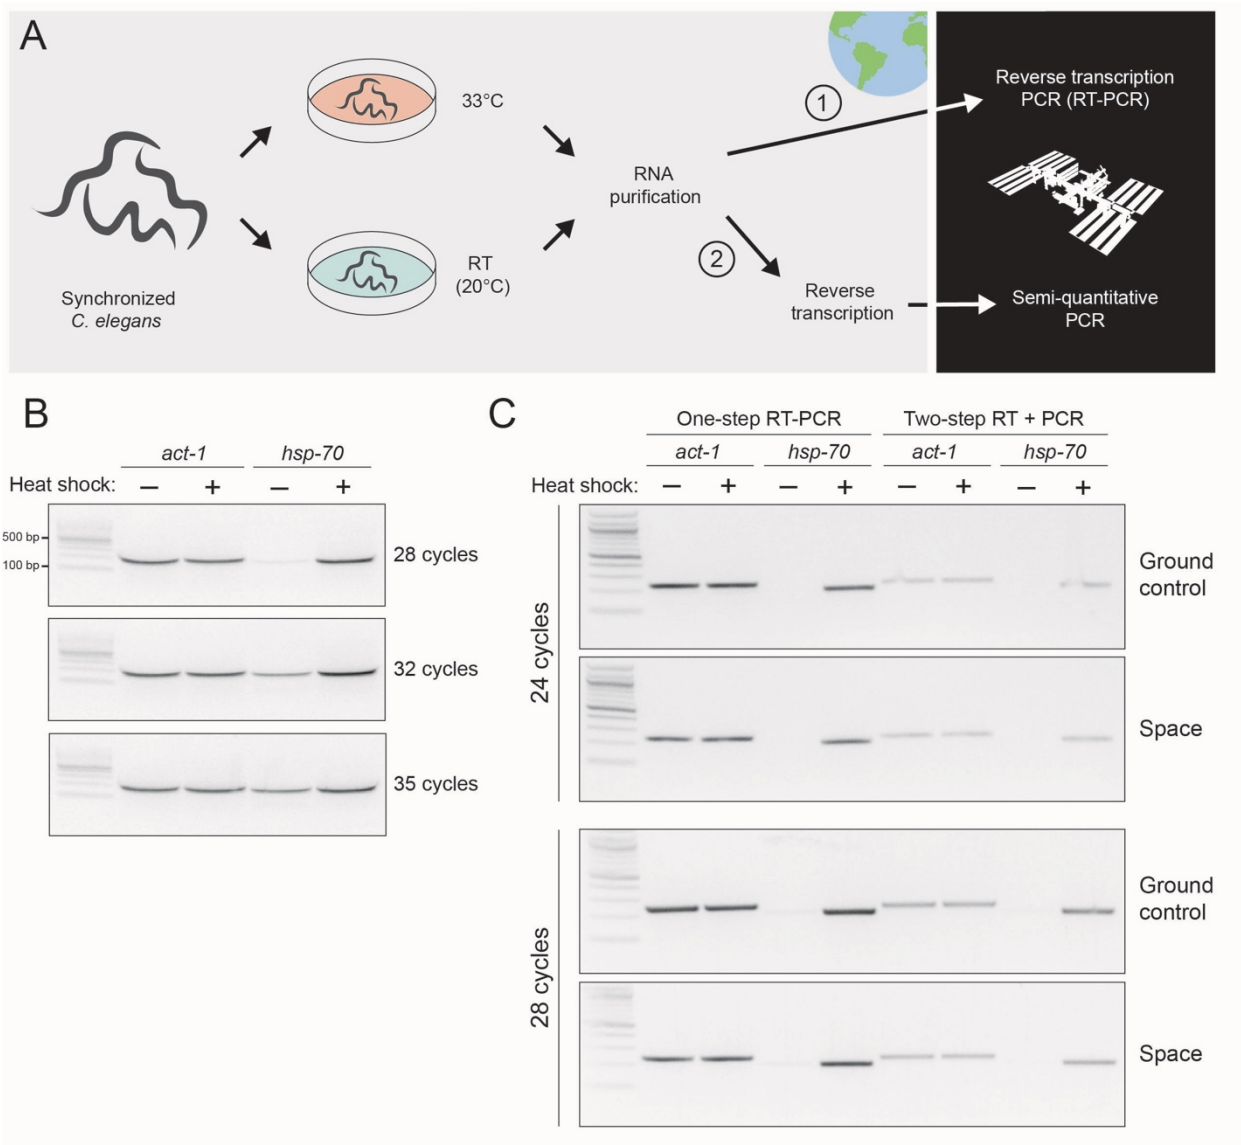 A
33°C
RT
(20°C)
Synchronized
C. elegans
RNA
purification
1
2
Reverse
transcription
Reverse transcription
PCR (RT-PCR)
Semi-quantitative
PCR
B
act-1 hsp-70
Heat shock: – + – +
500 bp
100 bp
28 cycles
32 cycles
35 cycles
C
One-step RT-PCR Two-step RT + PCR
act-1 hsp-70 act-1 hsp-70
Heat shock: – + – + – + – +
24 cycles
Ground
control
Space
28 cycles
Ground
control
Space